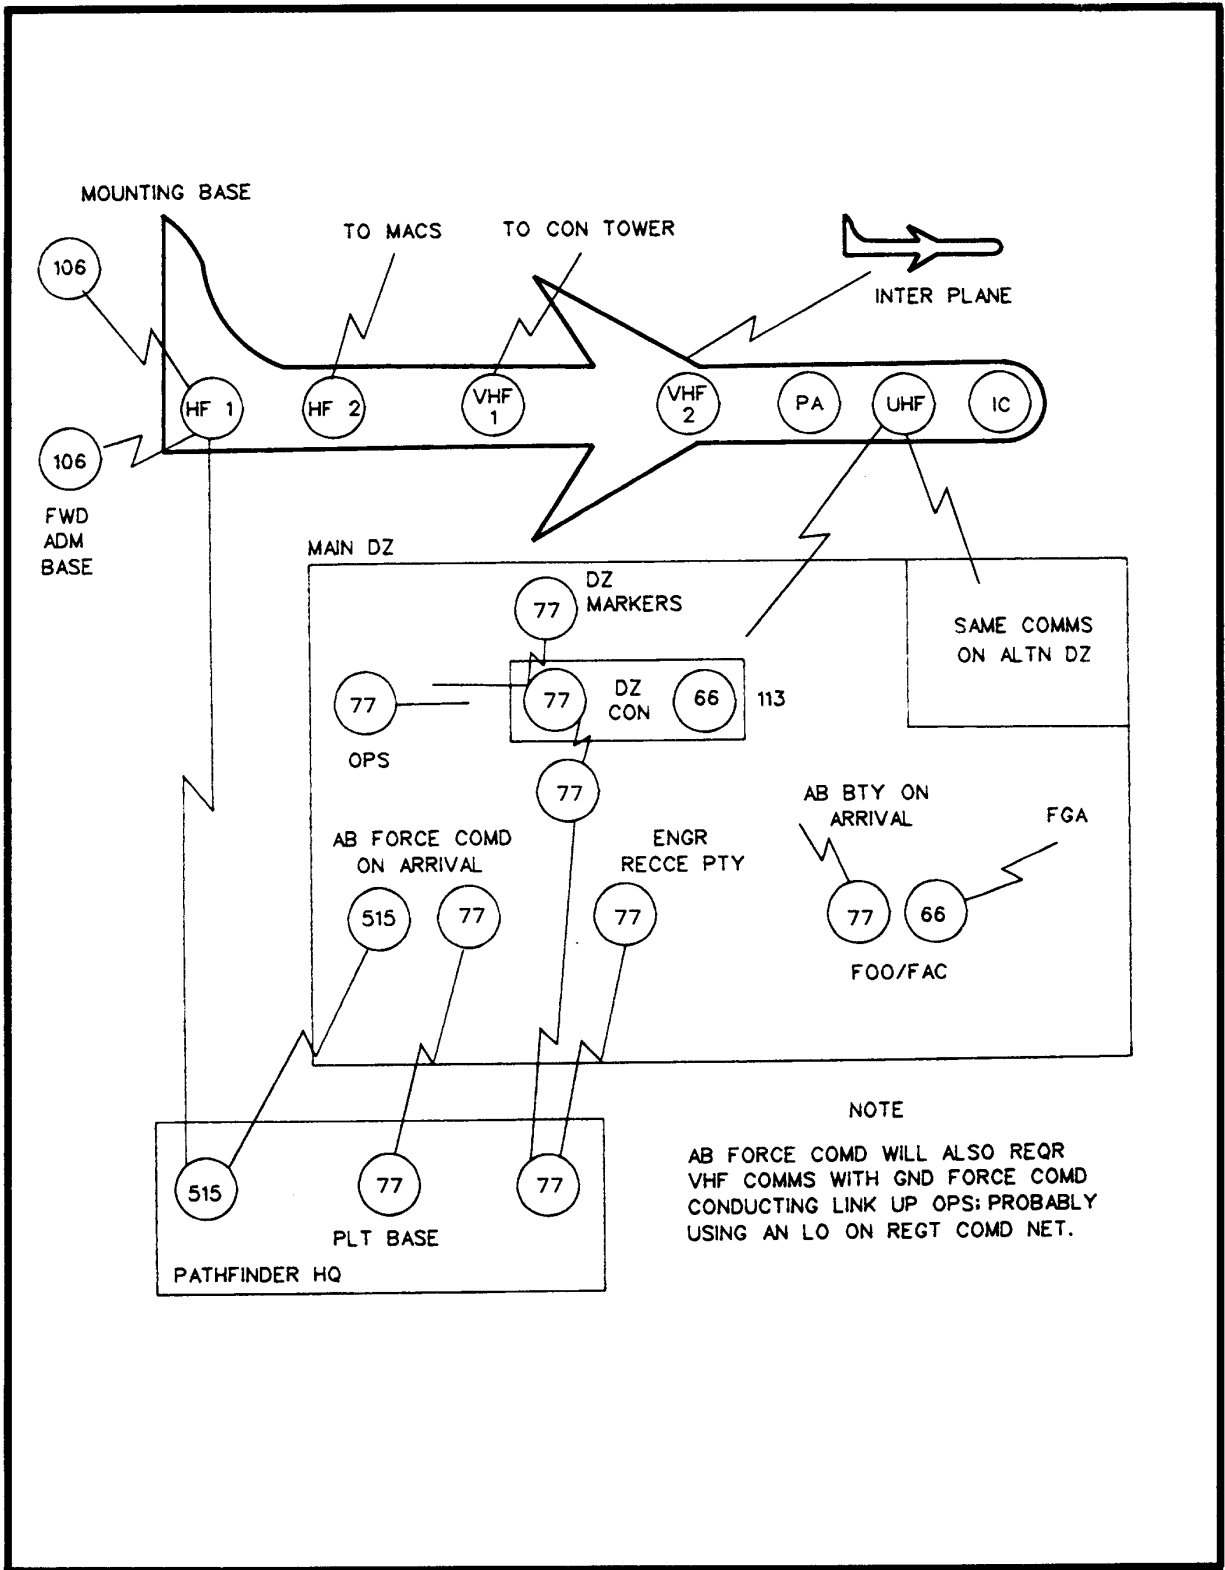 MOUNTING BASE
106
TO MACS
TO CON TOWER
INTER PLANE
HF 1
HF 2
VHF
1
VHF
2
PA
UHF
IC
106
FWD
ADM
BASE
MAIN DZ
DZ
MARKERS
77
SAME COMMS
ON ALTN DZ
77
OPS
77
DZ
CON
66
113
77
AB BTY ON
ARRIVAL
FGA
AB FORCE COMD
ON ARRIVAL
ENGR
RECCE PTY
515
77
77
77
66
FOO/FAC
515
77
77
PLT BASE
PATHFINDER HQ
NOTE
AB FORCE COMD WILL ALSO REQR
VHF COMMS WITH GND FORCE COMD
CONDUCTING LINK UP OPS; PROBABLY
USING AN LO ON REGT COMD NET.